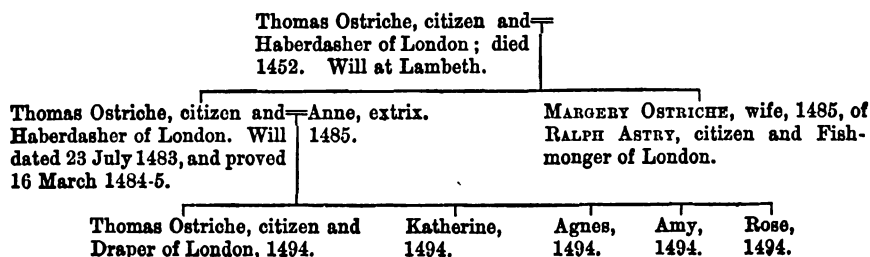 Thomas Ostriche, citizen and
Haberdasher of London; died
1452. Will at Lambeth.
Thomas Ostriche, citizen and
Haberdasher of London. Will
dated 23 July 1483, and proved
16 March 1484-5.
Anne, extrix.
1485.
MARGERY OSTRICHE, wife, 1485, of
RALPH ASTRY, citizen and Fish-
monger of London.
Thomas Ostriche, citizen and
Draper of London, 1494.
Katherine,
1494.
Agnes,
1494.
Amy,
1494.
Rose,
1494.